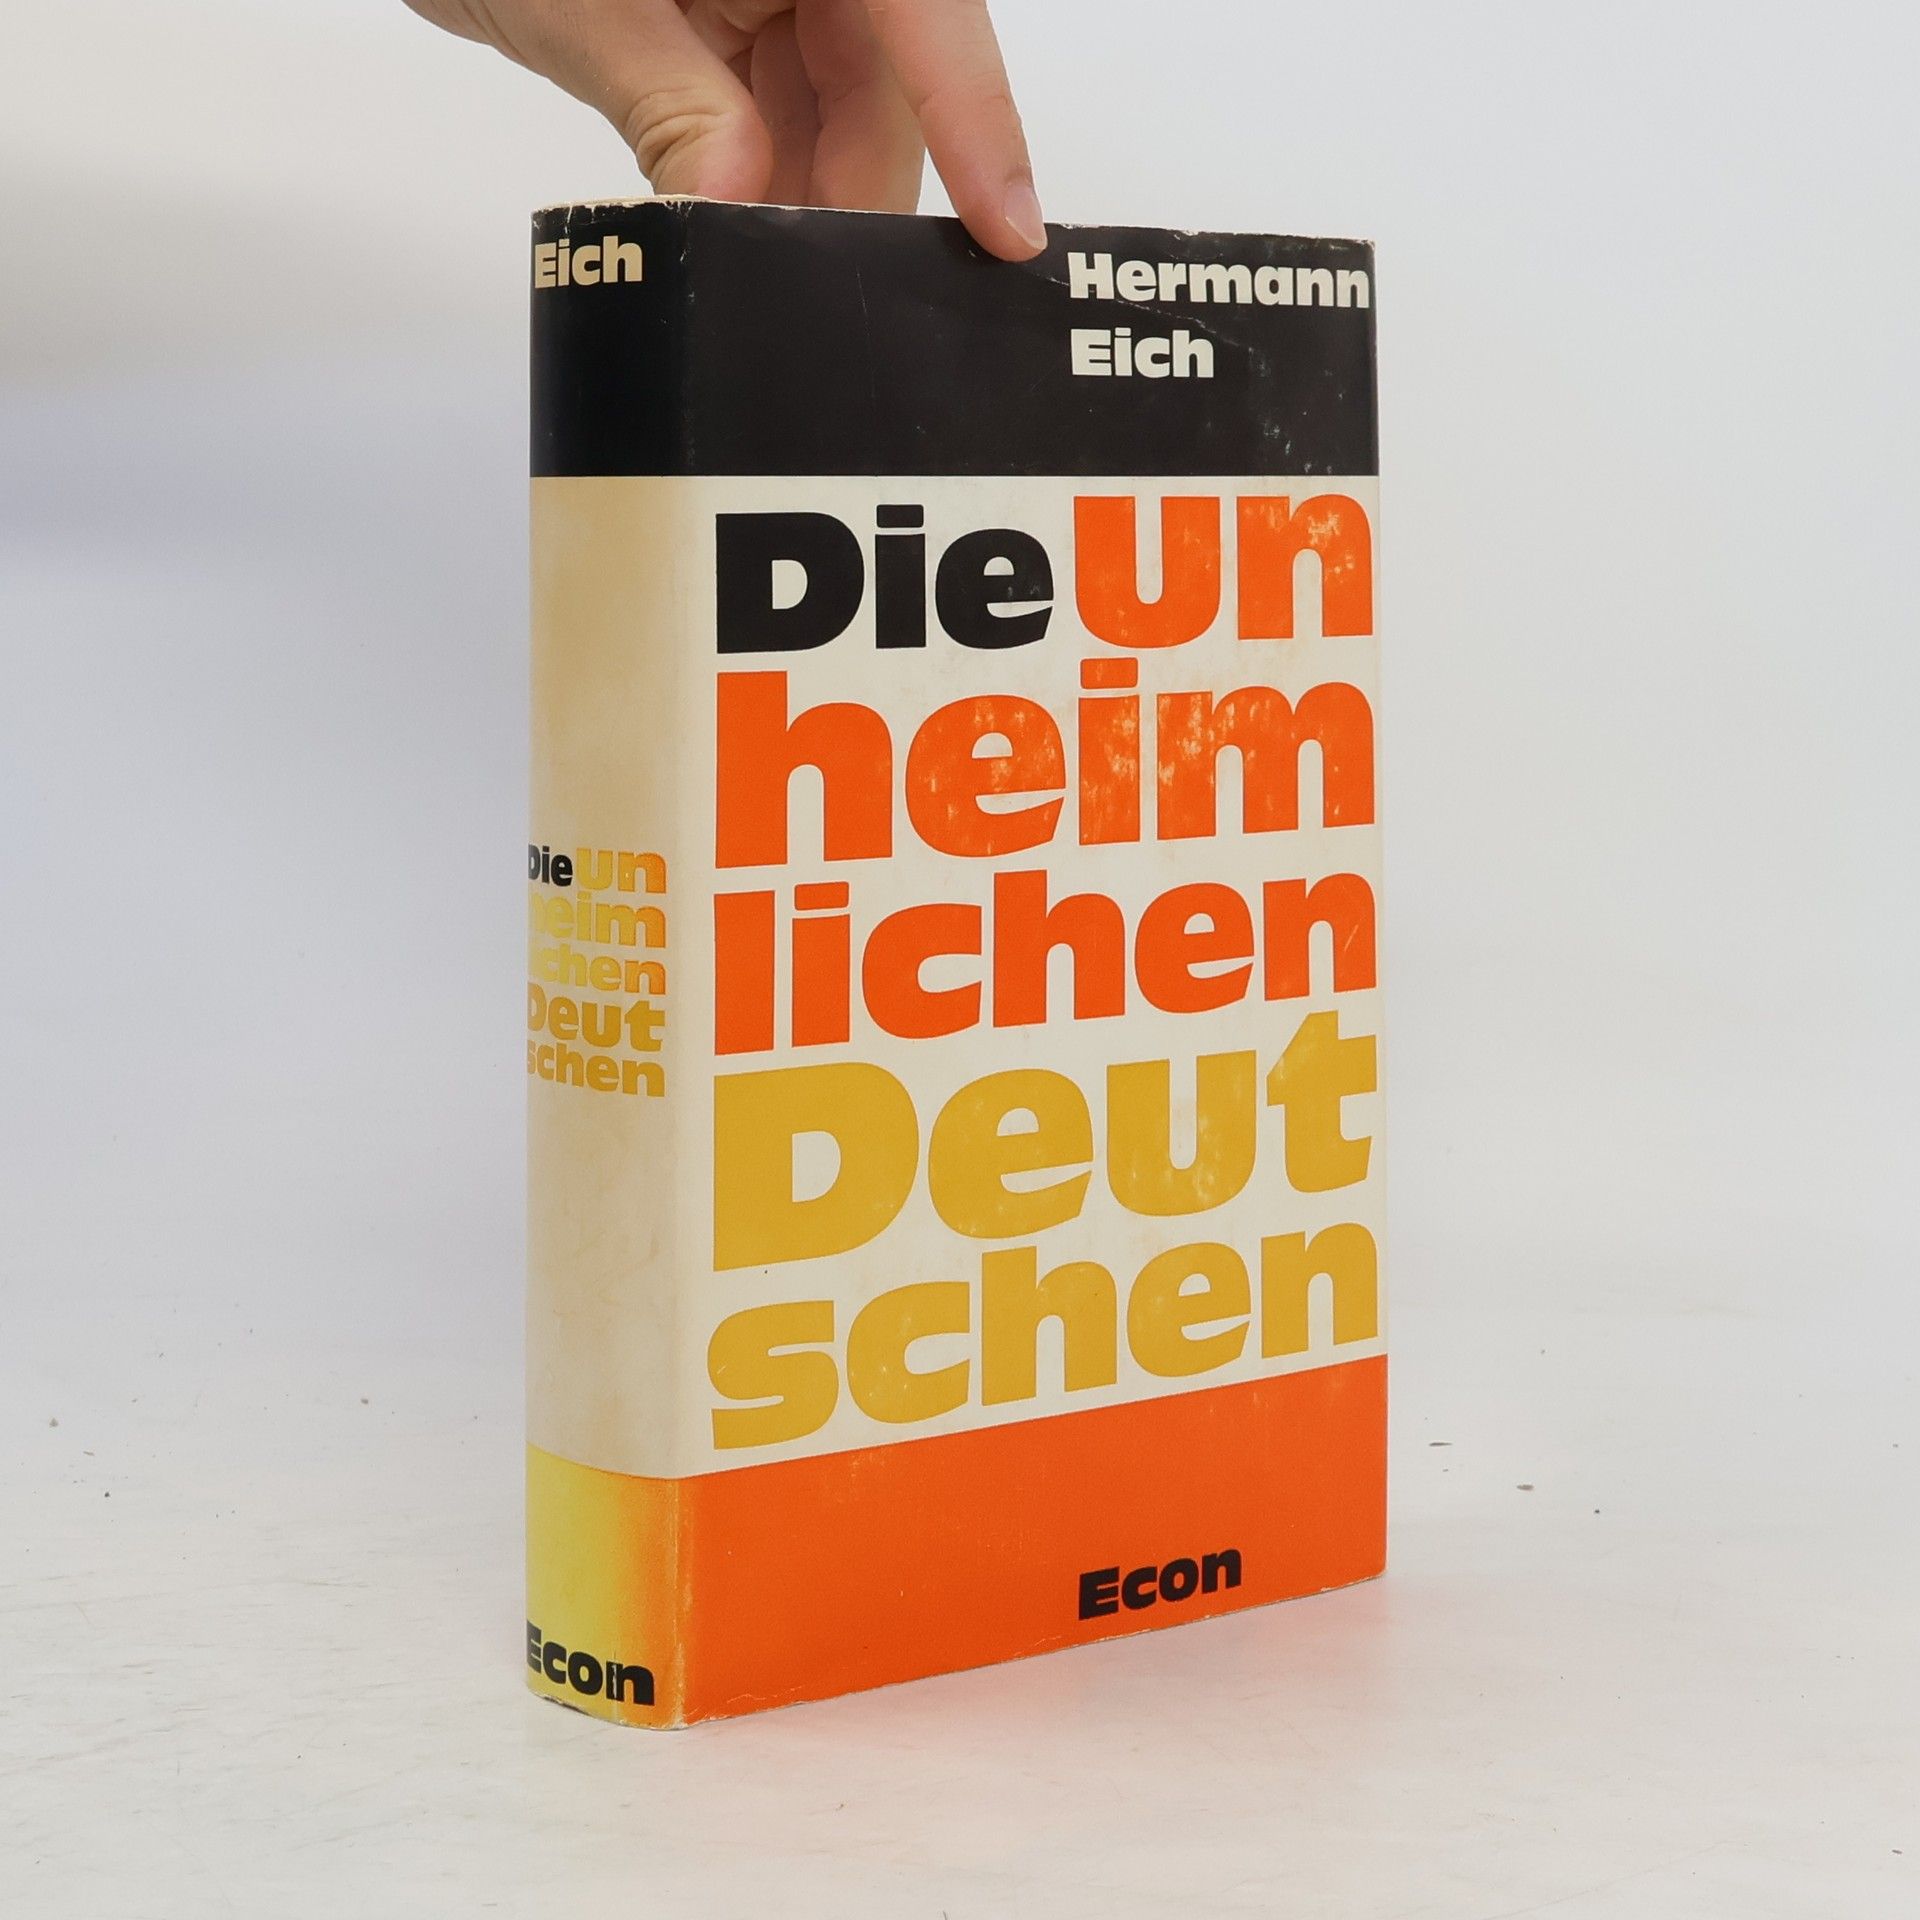 Eich
Die un
heim
lichen
Deut
schen
Econ
Hermann
Eich
Die un
heim
lichen
Deut
schen
Econ